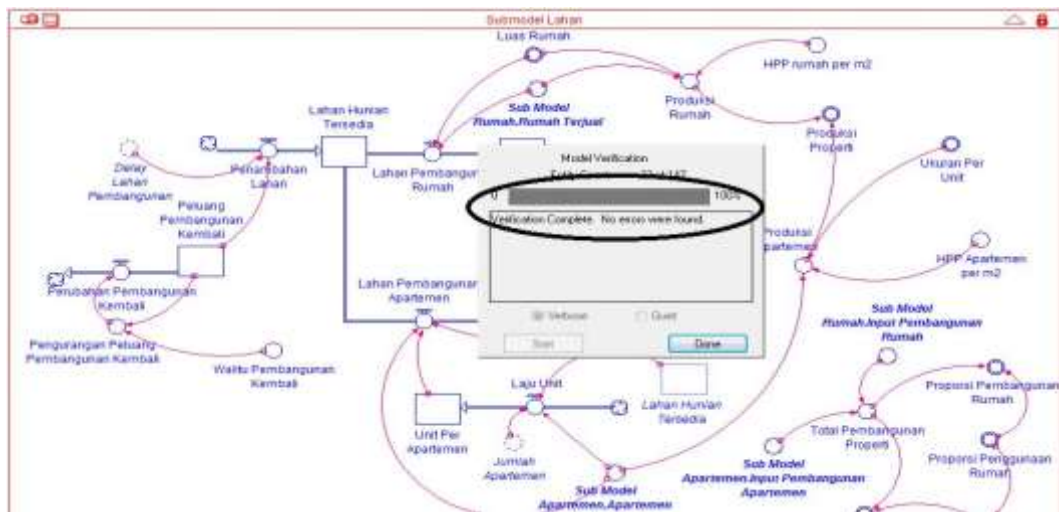 Submodel Lahan
Luas Rumah
HPP rumah per m2
Sub Model
Rumah.Rumah Terjual
Produksi
Rumah
Lahan Hunian
Tersedia
Produksi
Properti
Ukuran Per
Unit
Delay
Lahan
Pembangunan
Penambahan
Lahan
Lahan Pembangunan
Rumah
Model Verification
0
100%
Verification Complete. No errors were found.
Peluang
Pembangunan
Kembali
Produksi
HPP Apartemen
per m2
Perubahan Pembangunan
Kembali
Lahan Pembangunan
Apartemen
Verbose
Quiet
Start
Done
Sub Model
Rumah.Input Pembangunan
Rumah
Pengurangan Peluang
Pembangunan Kembali
Waktu Pembangunan
Kembali
Laju Unit
Lahan Hunian
Tersedia
Proporsi Pembangunan
Rumah
Unit Per
Apartemen
Jumlah
Apartemen
Total Pembangunan
Properti
Proporsi Penggunaan
Rumah
Sub Model
Apartemen.Input Pembangunan
Apartemen
Sub Model
Apartemen.Apartemen